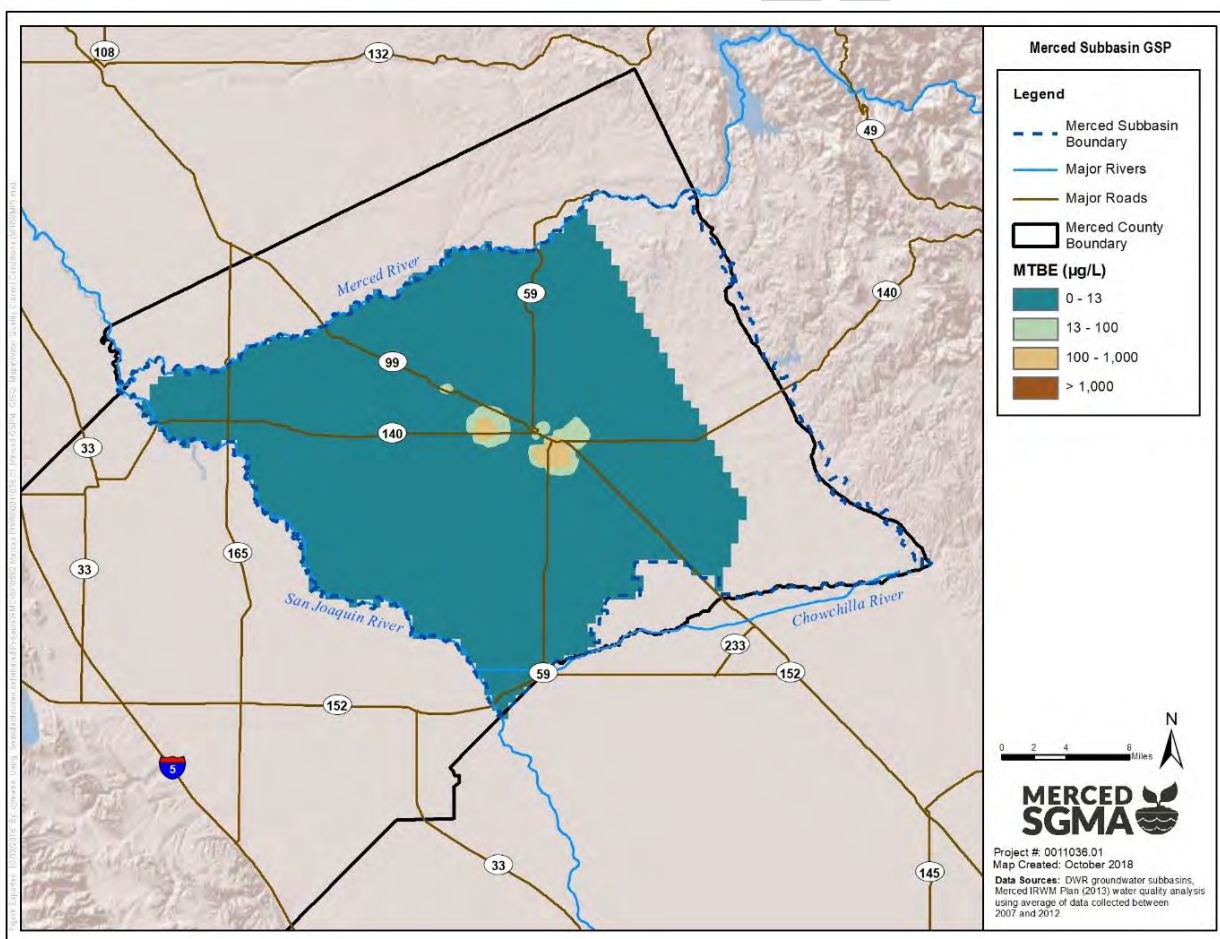 Merced Subbasin GSP
Legend
Merced Subbasin
Boundary
Major Rivers
Major Roads
Merced County
Boundary
MTBE (µg/L)
0 - 13
13 - 100
100 - 1,000
> 1,000
108
132
49
Merced River
59
140
99
140
33
165
33
San Joaquin River
Chowchilla River
233
59
152
152
5
33
145
N
0 2 4 8
Miles
MERCED
SGMA
Project #: 0011036.01
Map Created: October 2018
Data Sources: DWR groundwater subbasins,
Merced IRWM Plan (2013) water quality analysis
using average of data collected between
2007 and 2012.